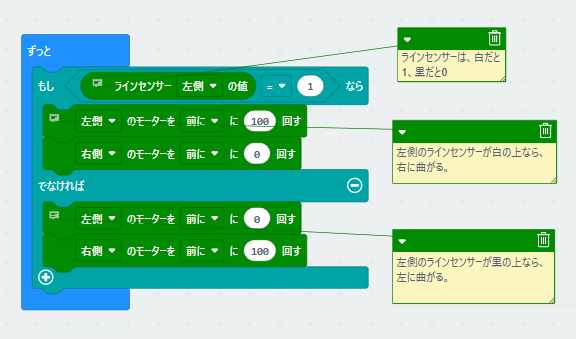 ずっと
もし ラインセンサー 左側 の値 = 1 なら
左側 のモーターを 前に に 100 回す
右側 のモーターを 前に に 0 回す
でなければ
左側 のモーターを 前に に 0 回す
右側 のモーターを 前に に 100 回す
ラインセンサーは、白だと
1、黒だと0
左側のラインセンサーが白の上なら、
右に曲がる。
左側のラインセンサーが黒の上なら、
左に曲がる。